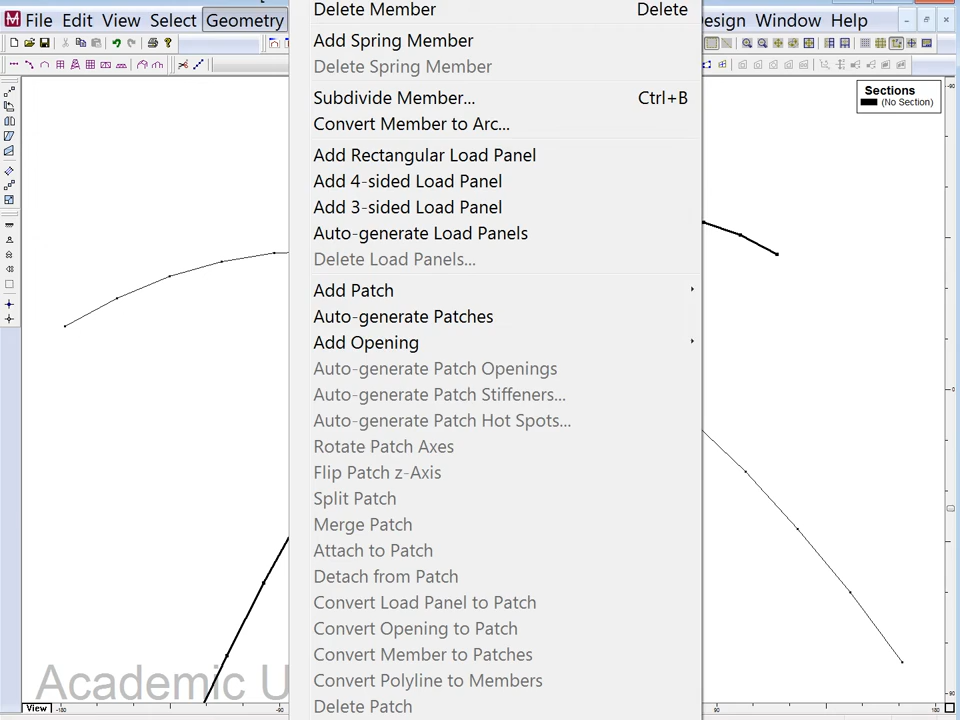 File Edit View Select Geometry Design Window Help
Delete Member Delete
Add Spring Member
Delete Spring Member
Subdivide Member... Ctrl+B
Convert Member to Arc...
Add Rectangular Load Panel
Add 4-sided Load Panel
Add 3-sided Load Panel
Auto-generate Load Panels
Delete Load Panels...
Add Patch
Auto-generate Patches
Add Opening
Auto-generate Patch Openings
Auto-generate Patch Stiffeners...
Auto-generate Patch Hot Spots...
Rotate Patch Axes
Flip Patch z-Axis
Split Patch
Merge Patch
Attach to Patch
Detach from Patch
Convert Load Panel to Patch
Convert Opening to Patch
Convert Member to Patches
Convert Polyline to Members
Delete Patch
Sections
(No Section)
Academic U
View -180 -90 90 180